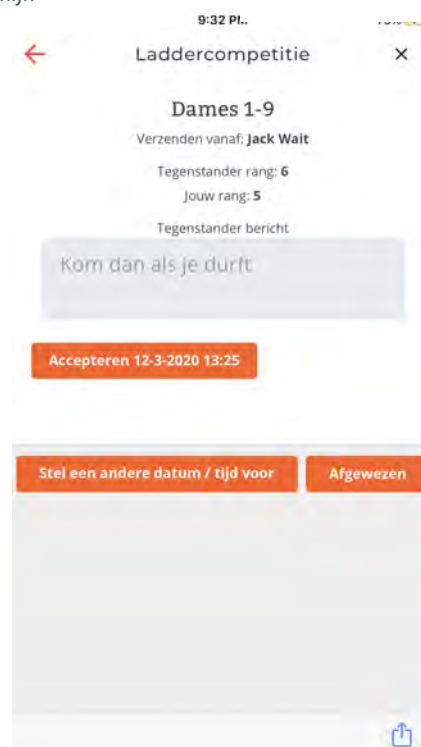 9:32
Laddercompetitie
Dames 1-9
Verzenden vanaf: Jack Wait
Tegenstander rang: 6
Jouw rang: 5
Tegenstander bericht
Kom dan als je durft
Accepteren 12-3-2020 13:25
Stel een andere datum / tijd voor
Afgewezen